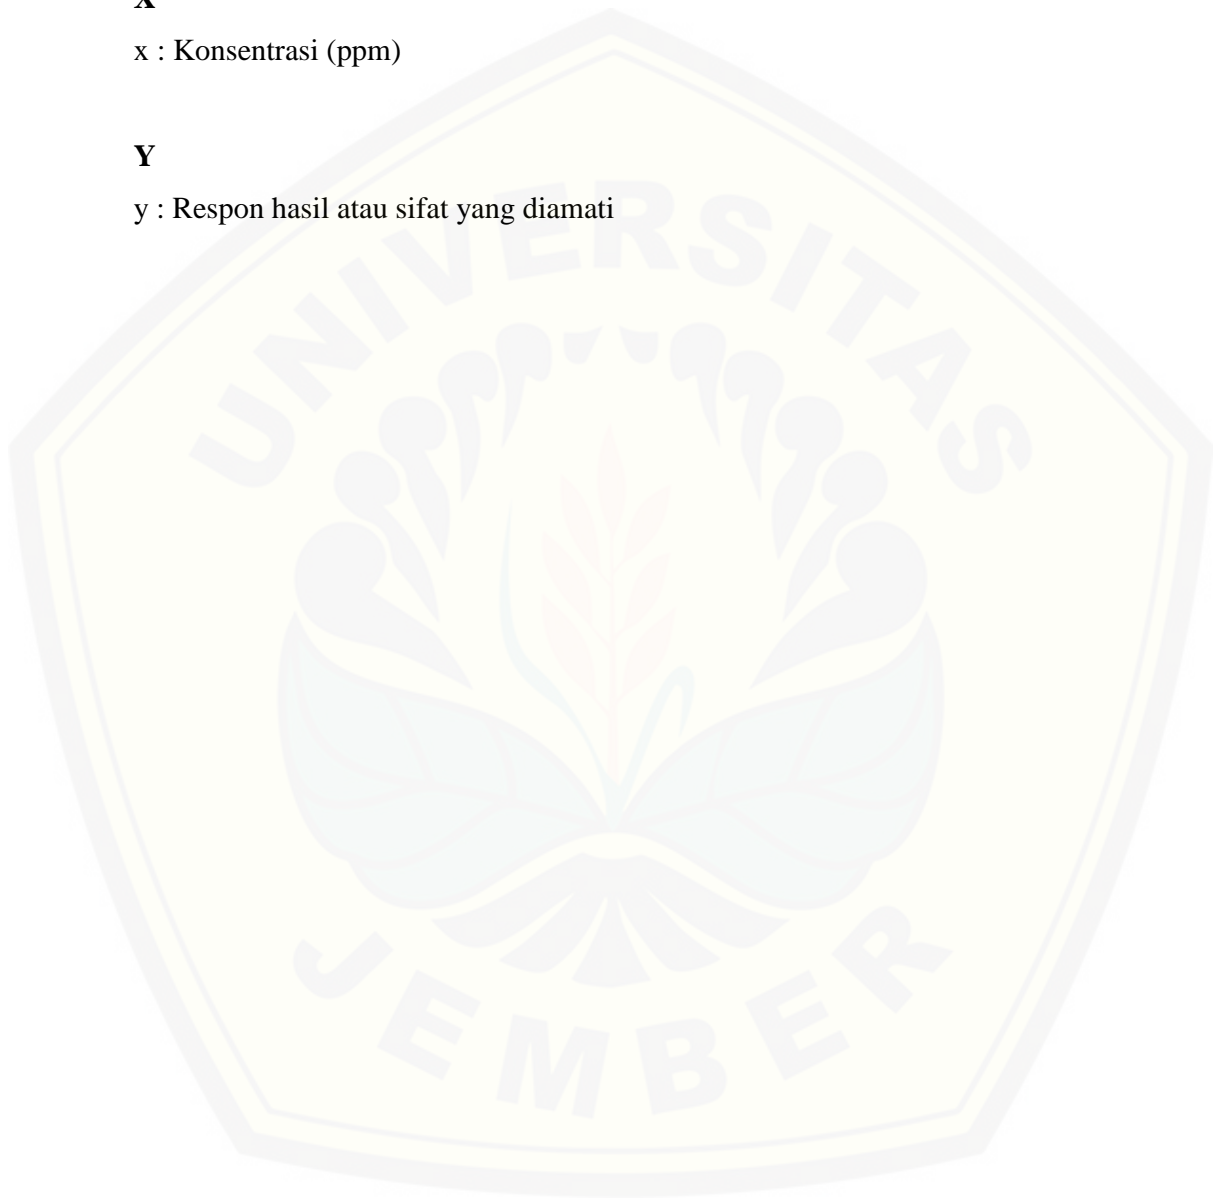 X
x : Konsentrasi (ppm)
Y
y : Respon hasil atau sifat yang diamati
UNIVERSITAS
JEMBER